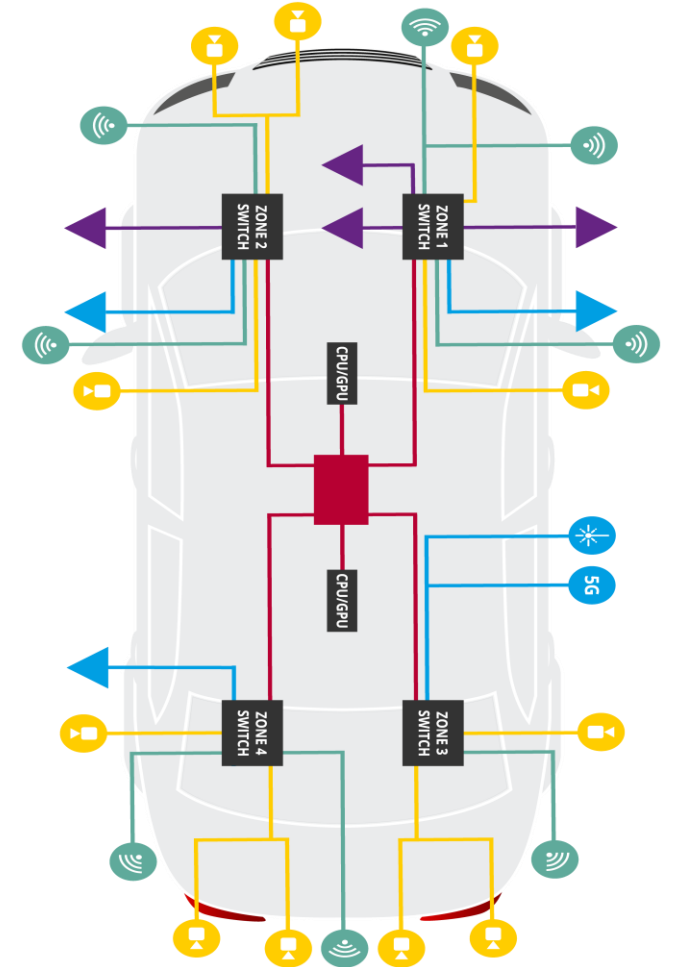 ZONE 2
SWITCH
ZONE 1
SWITCH
CPU/GPU
5G
CPU/GPU
ZONE 4
SWITCH
ZONE 3
SWITCH